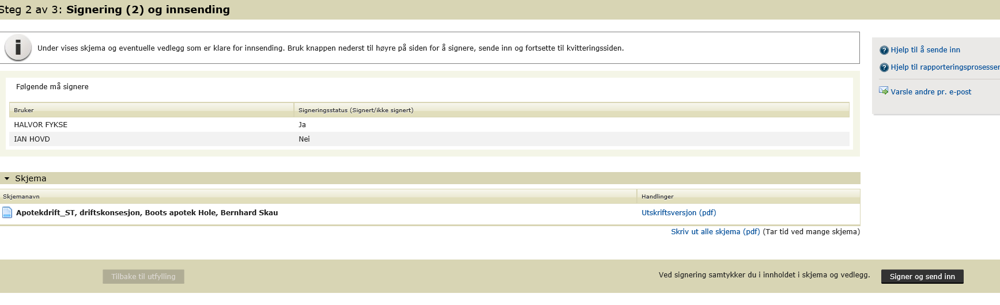 Steg 2 av 3: Signering (2) og innsending
Under vises skjema og eventuelle vedlegg som er klare for innsending. Bruk knappen nederst til høyre på siden for å signere, sende inn og fortsette til kvitteringssiden.
Hjelp til å sende inn
Hjelp til rapporteringsprosessen
Varsle andre pr. e-post
Følgende må signere
Bruker Signeringsstatus (Signert/ikke signert)
HALVOR FYKSE Ja
IAN HOVD Nei
Skjema
Skjemanavn Handlinger
Apotekdrift_ST, driftskonsesjon, Boots apotek Hole, Bernhard Skau Utskriftsversjon (pdf)
Skriv ut alle skjema (pdf) (Tar tid ved mange skjema)
Tilbake til utfylling Ved signering samtykker du i innholdet i skjema og vedlegg. Signer og send inn